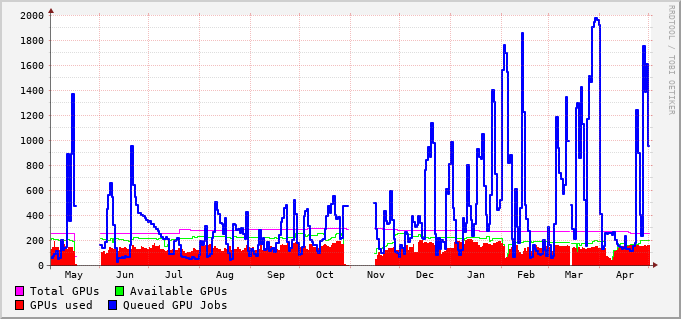 RRDTOOL / TOBI OETIKER
2000
1800
1600
1400
1200
1000
800
600
400
200
0
May Jun Jul Aug Sep Oct Nov Dec Jan Feb Mar Apr
Total GPUs Available GPUs
GPUs used Queued GPU Jobs